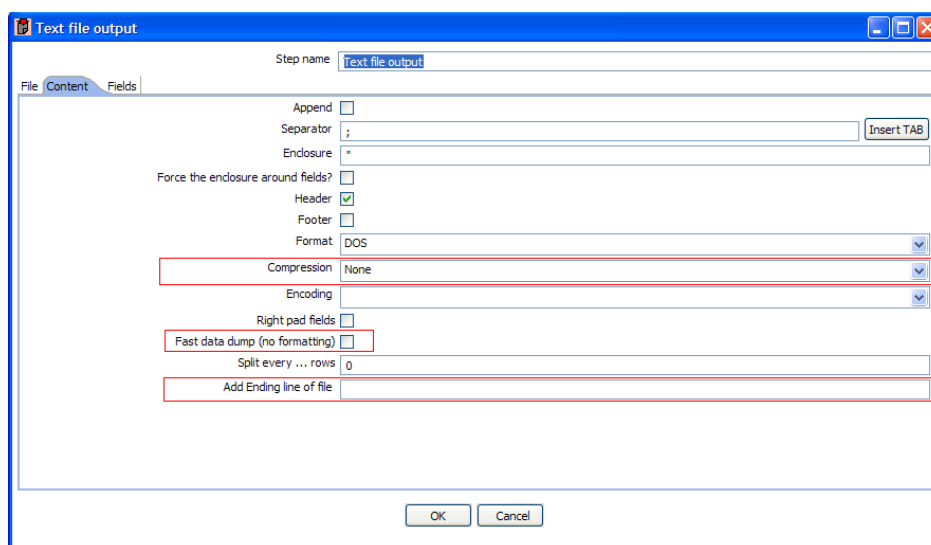 Text file output
Step name Text file output
File Content Fields
Append
Separator ; Insert TAB
Enclosure "
Force the enclosure around fields?
Header
Footer
Format DOS
Compression None
Encoding
Right pad fields
Fast data dump (no formatting)
Split every ... rows 0
Add Ending line of file
OK Cancel